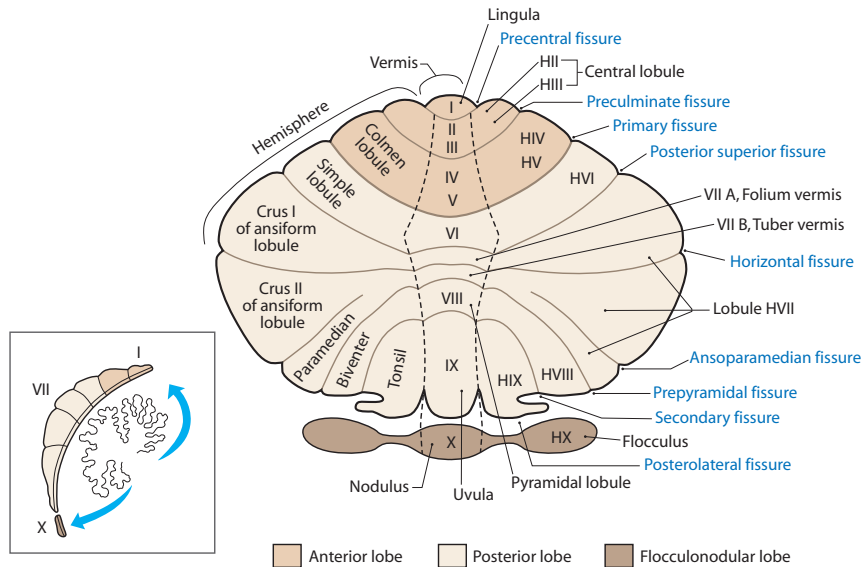 Lingula
Precentral fissure
Vermis
HII
HIII
Central lobule
Preculminate fissure
Primary fissure
Posterior superior fissure
Hemisphere
I
II
III
IV
V
Colmen
lobule
HIV
HV
Simple
lobule
HVI
VII A, Folium vermis
VII B, Tuber vermis
Crus I
of ansiform
lobule
VI
Horizontal fissure
Crus II
of ansiform
lobule
VIII
Lobule HVII
Paramedian
Biventer
Tonsil
IX
HIX
HVIII
Ansoparamedian fissure
Prepyramidal fissure
Secondary fissure
X
HX
Flocculus
Posterolateral fissure
Nodulus
Uvula
Pyramidal lobule
I
VII
X
Anterior lobe
Posterior lobe
Flocculonodular lobe